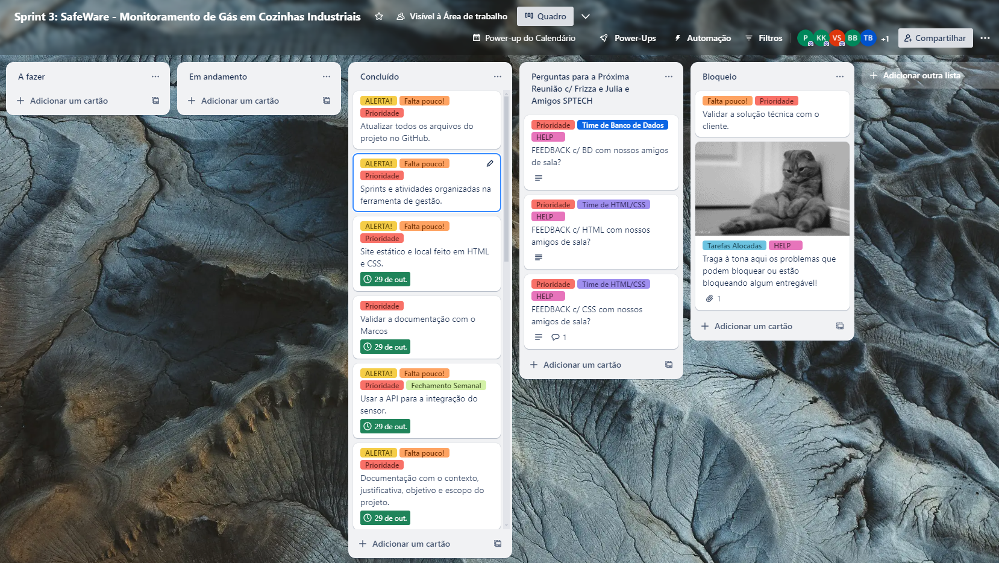 Sprint 3: SafeWare - Monitoramento de Gás em Cozinhas Industriais
Visível à Área de trabalho
Quadro
Power-up do Calendário
Power-Ups
Automação
Filtros
P
KK
VS
BB
TB
+1
Compartilhar
A fazer
Adicionar um cartão
Em andamento
Adicionar um cartão
Concluído
ALERTA! Falta pouco!
Prioridade
Atualizar todos os arquivos do
projeto no GitHub.
ALERTA! Falta pouco!
Prioridade
Sprints e atividades organizadas na
ferramenta de gestão.
ALERTA! Falta pouco!
Prioridade
Site estático e local feito em HTML
e CSS.
29 de out.
Prioridade
Validar a documentação com o
Marcos
29 de out.
ALERTA! Falta pouco!
Prioridade Fechamento Semanal
Usar a API para a integração do
sensor.
29 de out.
ALERTA! Falta pouco!
Prioridade
Documentação com o contexto,
justificativa, objetivo e escopo do
projeto.
29 de out.
Adicionar um cartão
Perguntas para a Próxima
Reunião c/ Frizza e Julia e
Amigos SPTECH
Prioridade Time de Banco de Dados
HELP
FEEDBACK c/ BD com nossos amigos
de sala?
Prioridade Time de HTML/CSS
HELP
FEEDBACK c/ HTML com nossos
amigos de sala?
Prioridade Time de HTML/CSS
HELP
FEEDBACK c/ CSS com nossos
amigos de sala?
1
Adicionar um cartão
Bloqueio
Falta pouco! Prioridade
Validar a solução técnica com o
cliente.
Tarefas Alocadas HELP
Traga à tona aqui os problemas que
podem bloquear ou estão
bloqueando algum entregável!
1
Adicionar um cartão
Adicionar outra lista